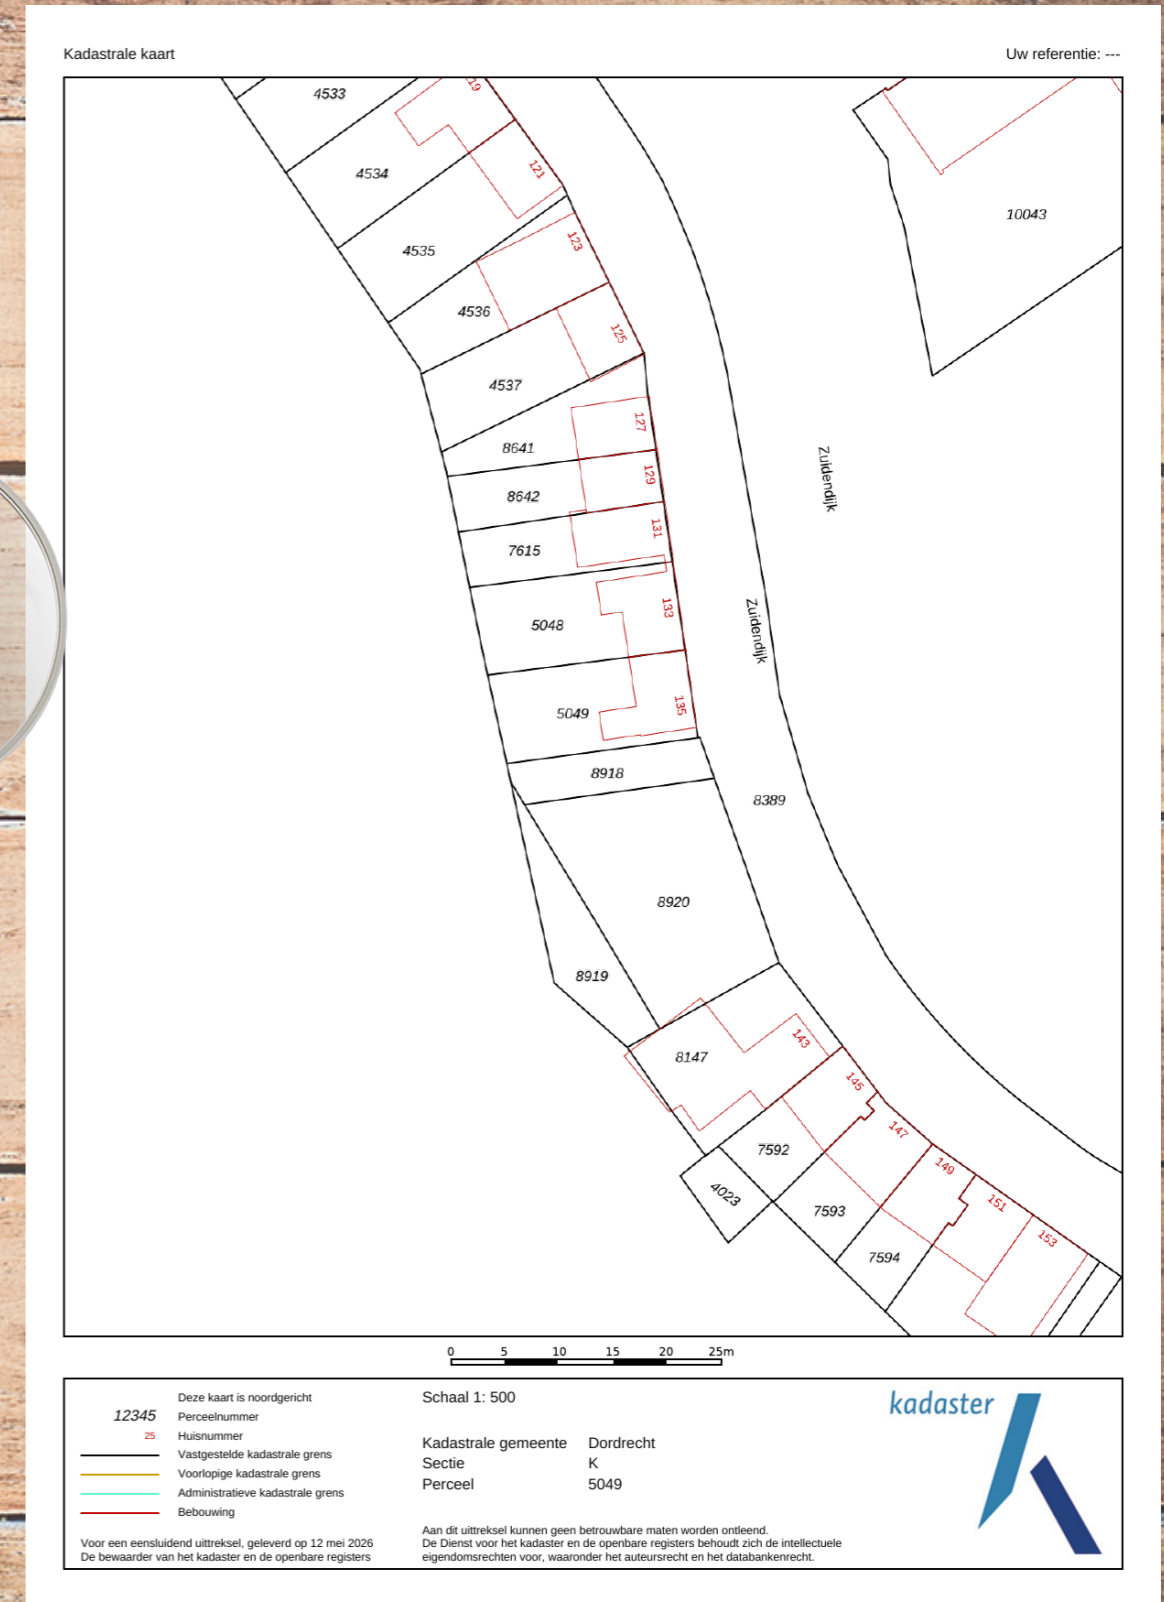 Kadastrale kaart
Uw referentie: ---
4533
19
4534
121
10043
4535
123
4536
125
4537
127
8641
Zuidendijk
129
8642
131
7615
133
5048
Zuidendijk
135
5049
8918
8389
8920
8919
143
8147
145
147
7592
149
4023
151
7593
153
7594
0 5 10 15 20 25m
Deze kaart is noordgericht
12345 Perceelnummer
25 Huisnummer
Vastgestelde kadastrale grens
Voorlopige kadastrale grens
Administratieve kadastrale grens
Bebouwing
Voor een eensluidend uittreksel, geleverd op 12 mei 2026
De bewaarder van het kadaster en de openbare registers
Schaal 1: 500
Kadastrale gemeente Dordrecht
Sectie K
Perceel 5049
Aan dit uittreksel kunnen geen betrouwbare maten worden ontleend.
De Dienst voor het kadaster en de openbare registers behoudt zich de intellectuele
eigendomsrechten voor, waaronder het auteursrecht en het databankenrecht.
kadaster